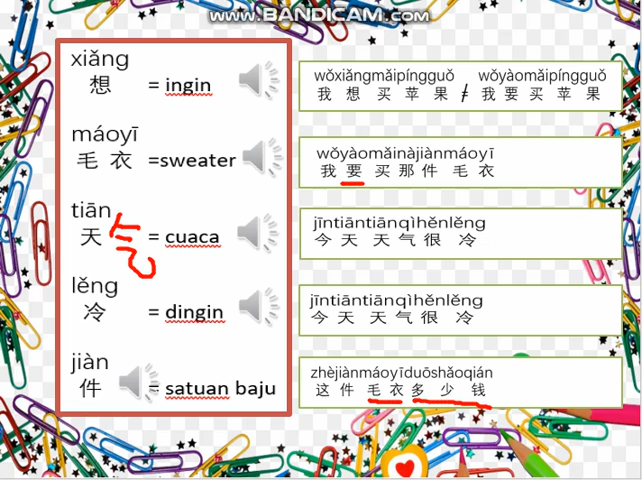 www.BANDICAM.com
xiǎng
想 = ingin
máoyī
毛 衣 =sweater
tiān
天 气 = cuaca
lěng
冷 = dingin
jiàn
件 = satuan baju
wǒxiǎngmǎipíngguǒ wǒyàomǎipíngguǒ
我 想 买 苹 果 ≠ 我 要 买 苹 果
wǒyàomǎinàjiànmáoyī
我 要 买 那 件 毛 衣
jīntiāntiānqìhěnlěng
今 天 天 气 很 冷
jīntiāntiānqìhěnlěng
今 天 天 气 很 冷
zhèjiànmáoyīduōshǎoqián
这 件 毛 衣 多 少 钱